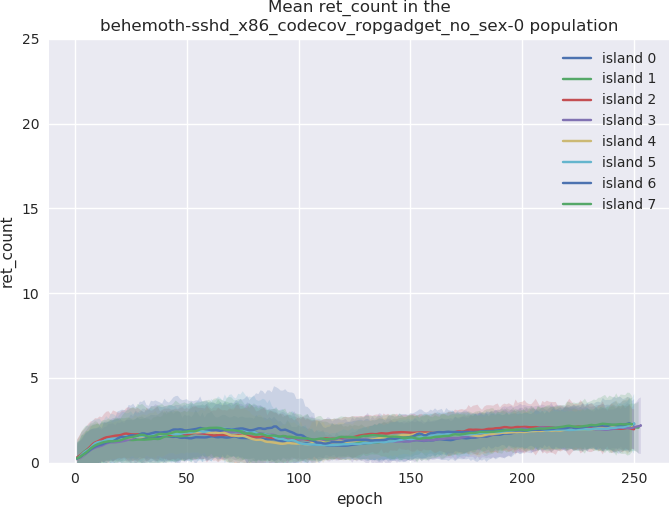 Mean ret_count in the
behemoth-sshd_x86_codecov_ropgadget_no_sex-0 population
25
20
15
10
5
0
ret_count
island 0
island 1
island 2
island 3
island 4
island 5
island 6
island 7
0
50
100
150
200
250
epoch